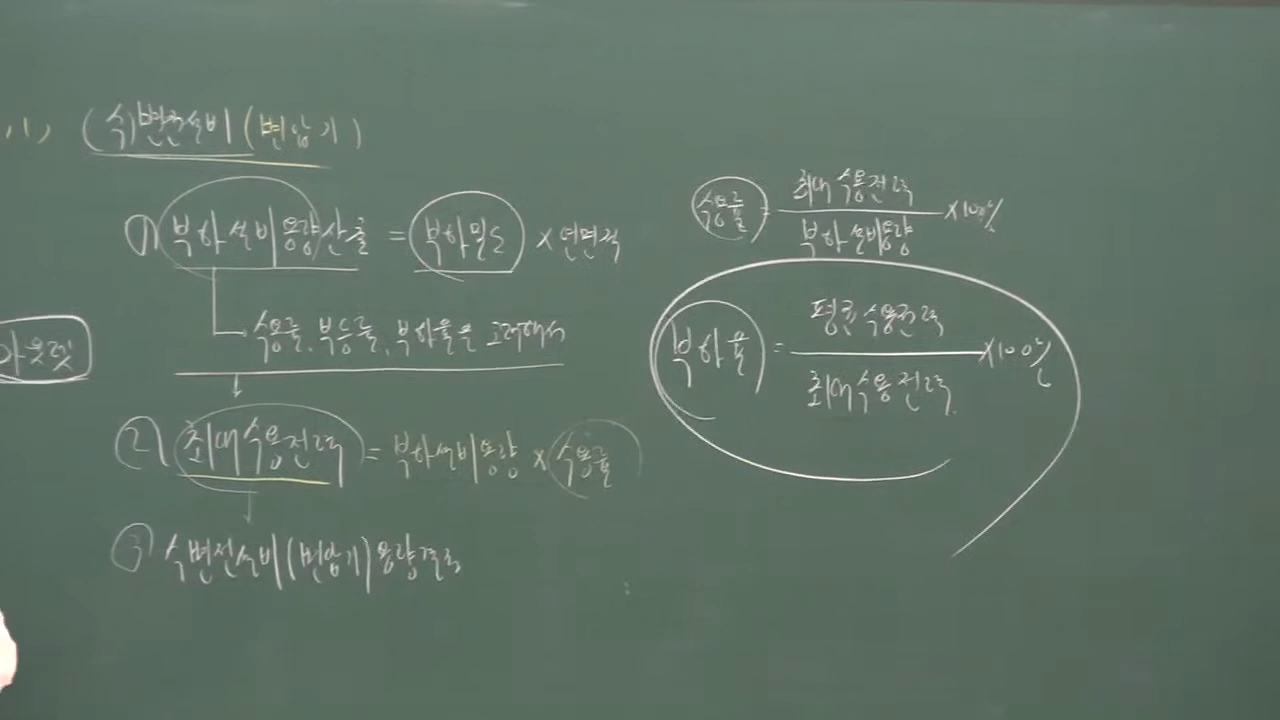 (수)변전설비(변압기)
① 부하설비용량산출 = 부하밀도 × 연면적
수용률, 부등률, 부하율을 고려해서
② 최대수용전력 = 부하설비용량 × 수용률
③ 수변전설비(변압기)용량결정
아웃렛
수용률 = 최대수용전력 / 부하설비용량 ×100%
부하율 = 평균수용전력 / 최대수용전력 ×100%